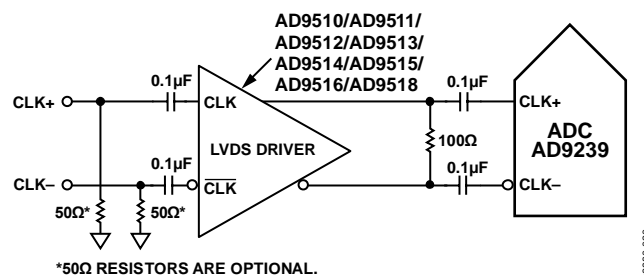 AD9510/AD9511/
AD9512/AD9513/
AD9514/AD9515/
AD9516/AD9518
0.1µF
0.1µF
CLK+
CLK
CLK+
ADC
AD9239
LVDS DRIVER
100Ω
0.1µF
0.1µF
CLK–
CLK
CLK–
50Ω*
50Ω*
*50Ω RESISTORS ARE OPTIONAL.